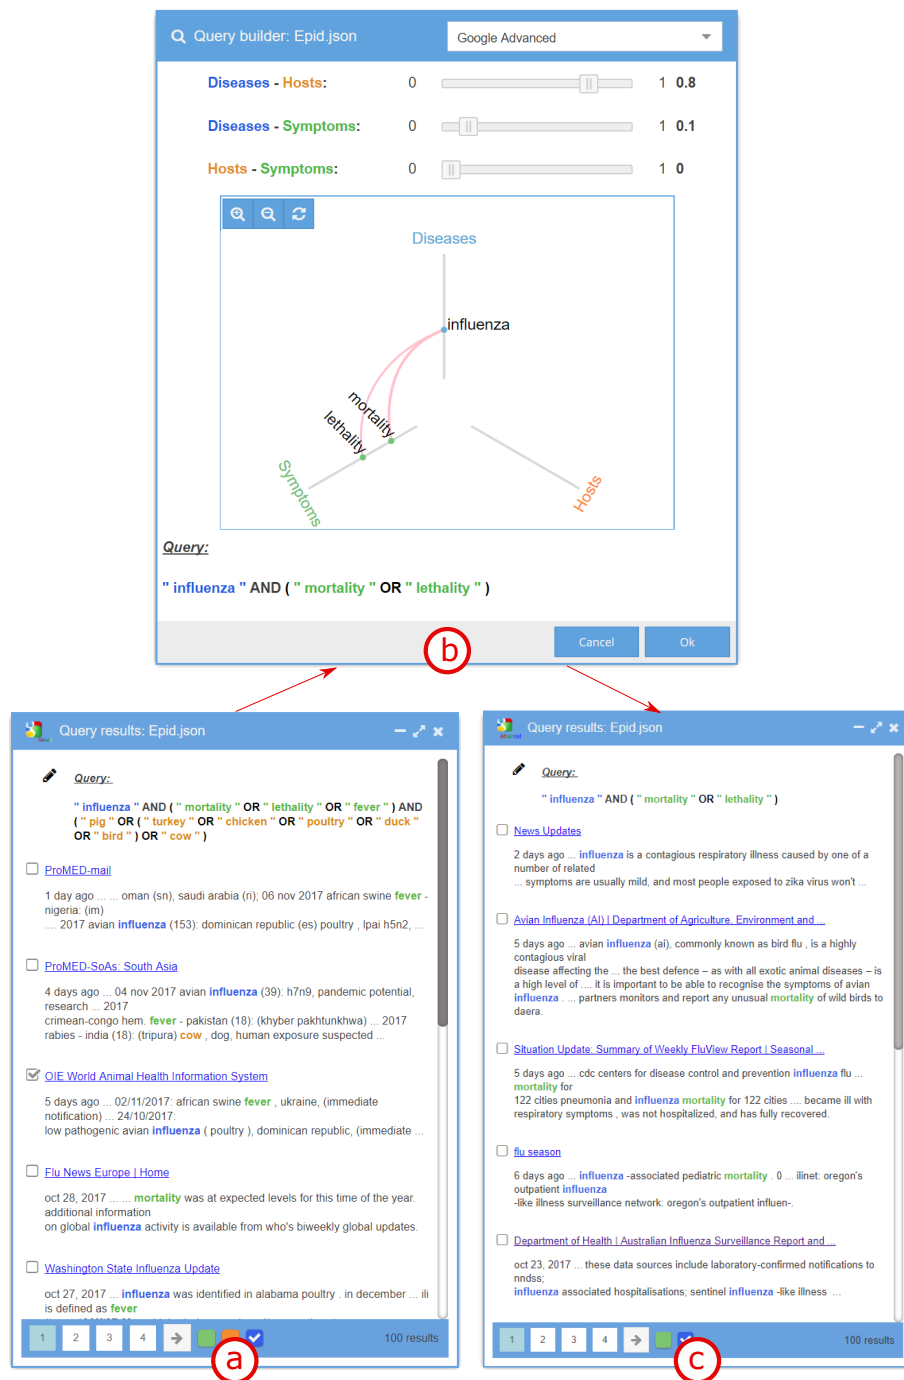 Query builder: Epid.json
Google Advanced
Diseases - Hosts: 0 1 0.8
Diseases - Symptoms: 0 1 0.1
Hosts - Symptoms: 0 1 0
Diseases
influenza
mortality
lethality
Symptoms
Hosts
Query:
" influenza " AND ( " mortality " OR " lethality " )
Cancel
Ok
b
Query results: Epid.json
Query:
" influenza " AND ( " mortality " OR " lethality " OR " fever " ) AND
( " pig " OR ( " turkey " OR " chicken " OR " poultry " OR " duck "
OR " bird " ) OR " cow " )
ProMED-mail
1 day ago ... ... oman (sn), saudi arabia (ri); 06 nov 2017 african swine fever -
nigeria: (im)
.... 2017 avian influenza (153): dominican republic (es) poultry , lpai h5n2, ...
ProMED-SoAs: South Asia
4 days ago ... 04 nov 2017 avian influenza (39): h7n9, pandemic potential,
research ... 2017
crimean-congo hem. fever - pakistan (18): (khyber pakhtunkhwa) ... 2017
rabies - india (18): (tripura) cow , dog, human exposure suspected ...
OIE World Animal Health Information System
5 days ago ... 02/11/2017: african swine fever , ukraine, (immediate
notification) ... 24/10/2017:
low pathogenic avian influenza ( poultry ), dominican republic, (immediate ...
Flu News Europe | Home
oct 28, 2017 ... ... mortality was at expected levels for this time of the year.
additional information
on global influenza activity is available from who's biweekly global updates.
Washington State Influenza Update
oct 27, 2017 ... influenza was identified in alabama poultry . in december ... ili
is defined as fever
1 2 3 4
100 results
a
Query results: Epid.json
Query:
" influenza " AND ( " mortality " OR " lethality " )
News Updates
2 days ago ... influenza is a contagious respiratory illness caused by one of a
number of related
... symptoms are usually mild, and most people exposed to zika virus won't ...
Avian Influenza (AI) | Department of Agriculture, Environment and ...
5 days ago ... avian influenza (ai), commonly known as bird flu , is a highly
contagious viral
disease affecting the ... the best defence – as with all exotic animal diseases – is
a high level of .... it is important to be able to recognise the symptoms of avian
influenza . ... partners monitors and report any unusual mortality of wild birds to
daera.
Situation Update: Summary of Weekly FluView Report | Seasonal ...
5 days ago ... cdc centers for disease control and prevention influenza flu ...
mortality for
122 cities pneumonia and influenza mortality for 122 cities .... became ill with
respiratory symptoms , was not hospitalized, and has fully recovered.
flu season
6 days ago ... influenza -associated pediatric mortality . 0 ... ilinet: oregon's
outpatient influenza
-like illness surveillance network: oregon's outpatient influen-.
Department of Health | Australian Influenza Surveillance Report and ...
oct 23, 2017 ... these data sources include laboratory-confirmed notifications to
nndss;
influenza associated hospitalisations; sentinel influenza -like illness ...
1 2 3 4
100 results
c